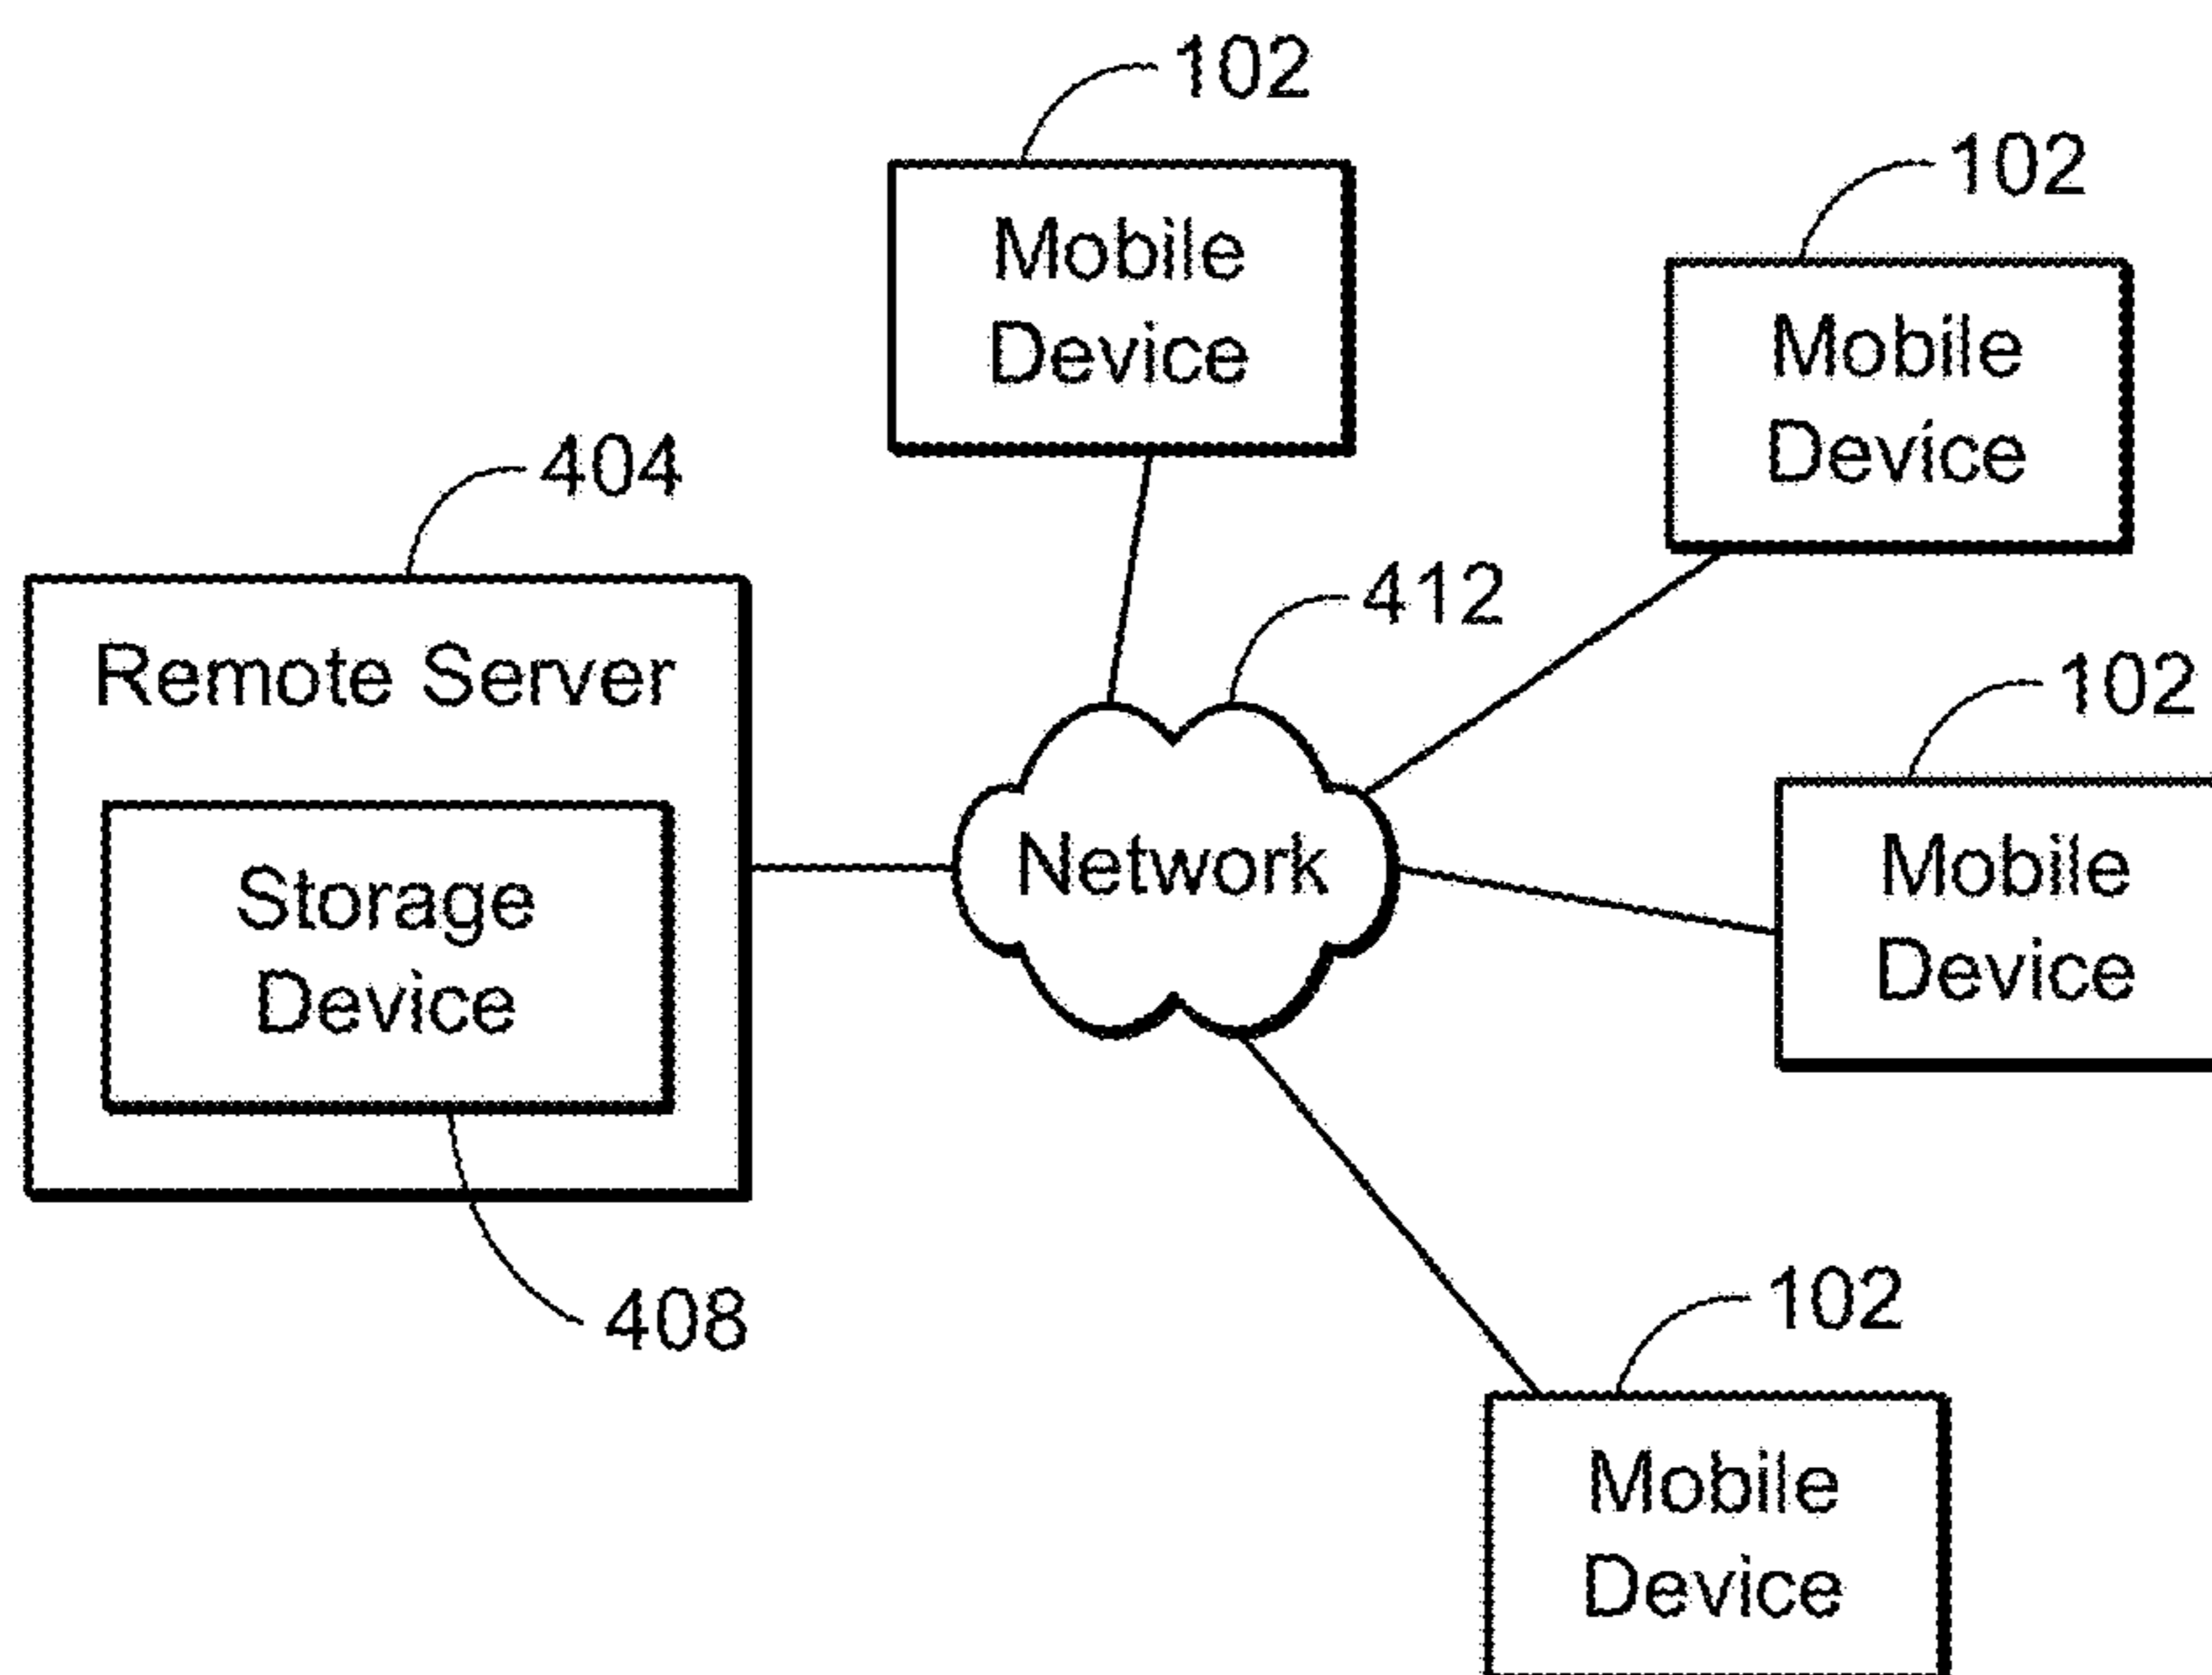 102
Mobile
Device
102
Mobile
Device
404
Remote Server
Storage
Device
408
412
Network
102
Mobile
Device
102
Mobile
Device